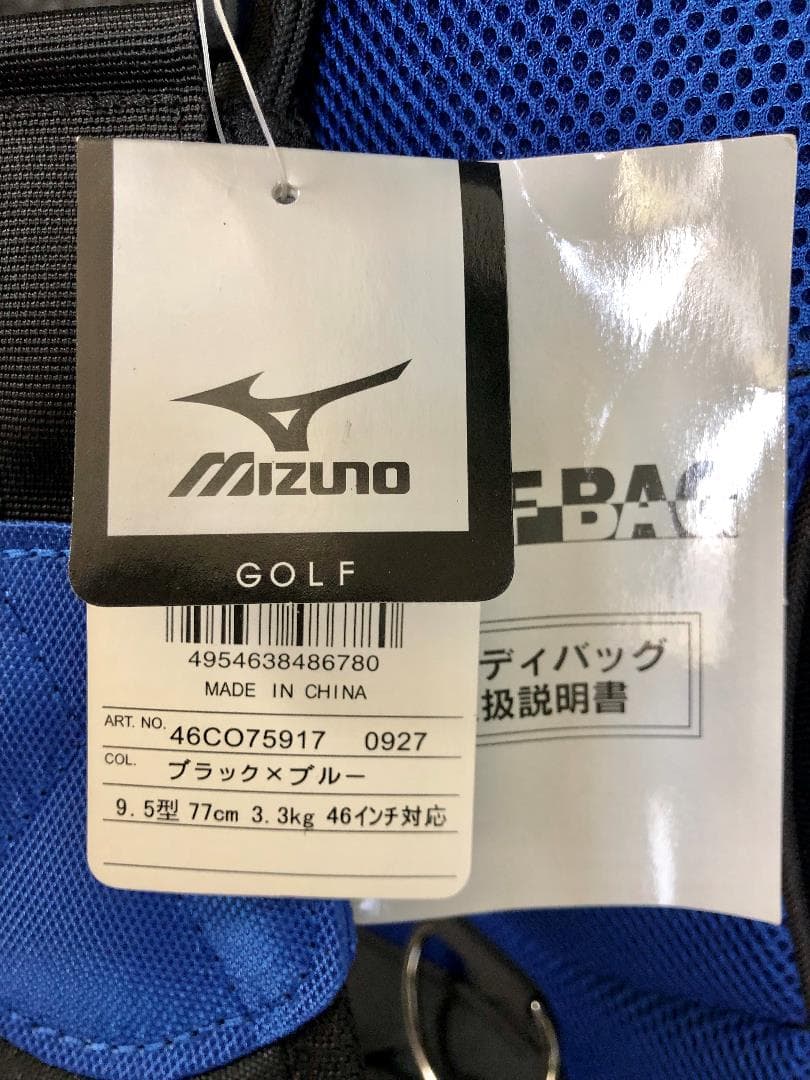 MIZUNO
GOLF
4954638486780
MADE IN CHINA
ART. NO. 46CO75917 0927
COL. ブラック×ブルー
9.5型 77cm 3.3kg 46インチ対応
F BAG
ディバッグ
扱説明書